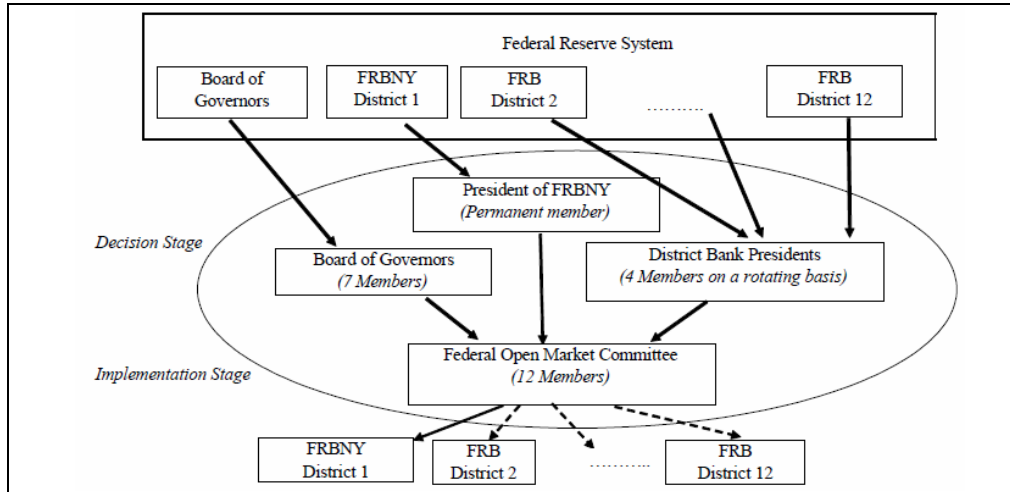 Federal Reserve System
Board of
Governors
FRBNY
District 1
FRB
District 2
……….
FRB
District 12
President of FRBNY
(Permanent member)
Decision Stage
Board of Governors
(7 Members)
District Bank Presidents
(4 Members on a rotating basis)
Federal Open Market Committee
(12 Members)
Implementation Stage
FRBNY
District 1
FRB
District 2
………..
FRB
District 12